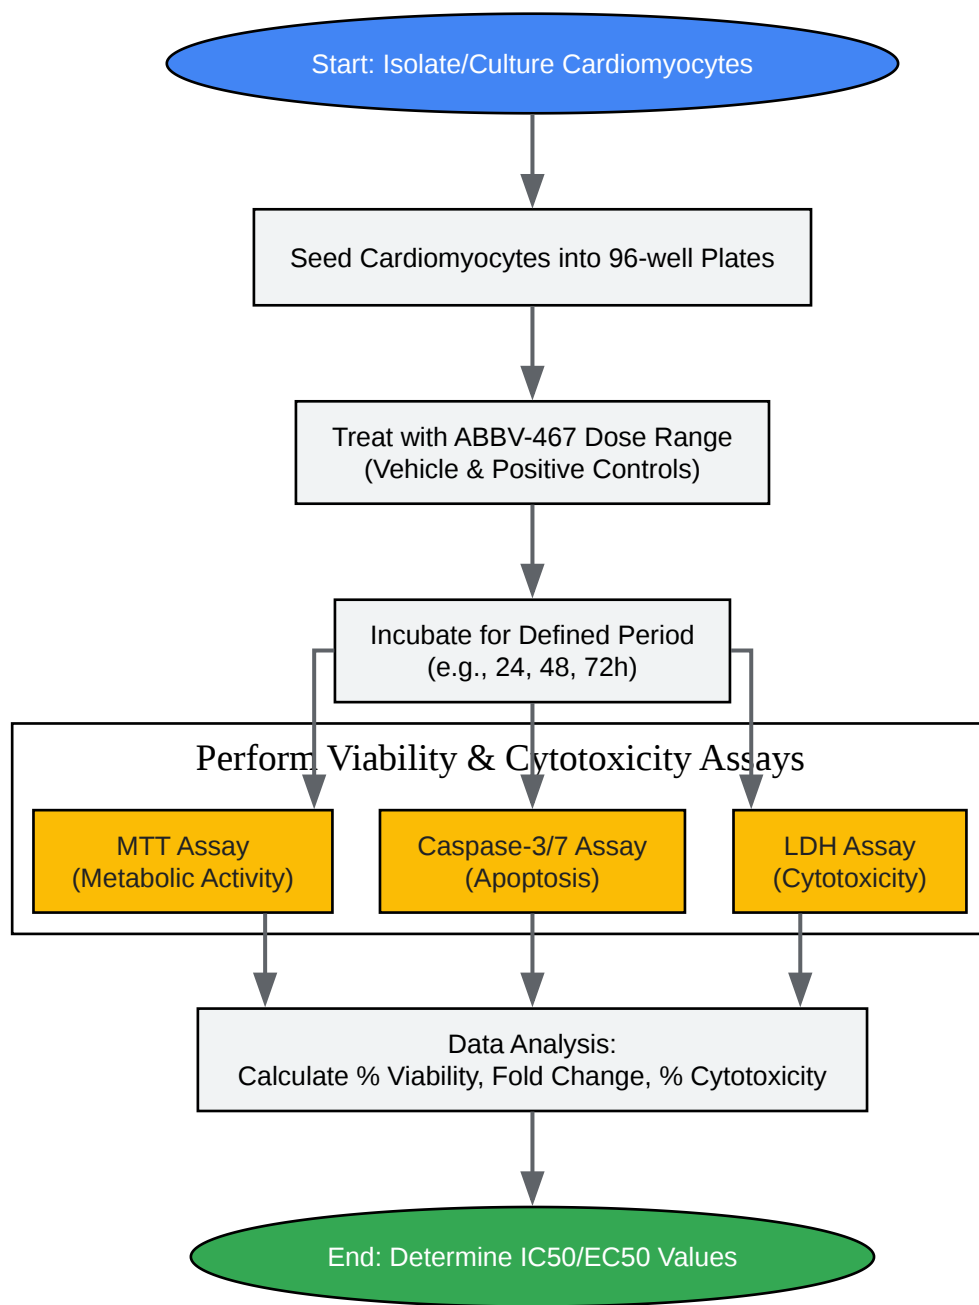 Start: Isolate/Culture Cardiomyocytes
Seed Cardiomyocytes into 96-well Plates
Treat with ABBV-467 Dose Range
(Vehicle & Positive Controls)
Incubate for Defined Period
(e.g., 24, 48, 72h)
Perform Viability & Cytotoxicity Assays
MTT Assay
(Metabolic Activity)
Caspase-3/7 Assay
(Apoptosis)
LDH Assay
(Cytotoxicity)
Data Analysis:
Calculate % Viability, Fold Change, % Cytotoxicity
End: Determine IC50/EC50 Values